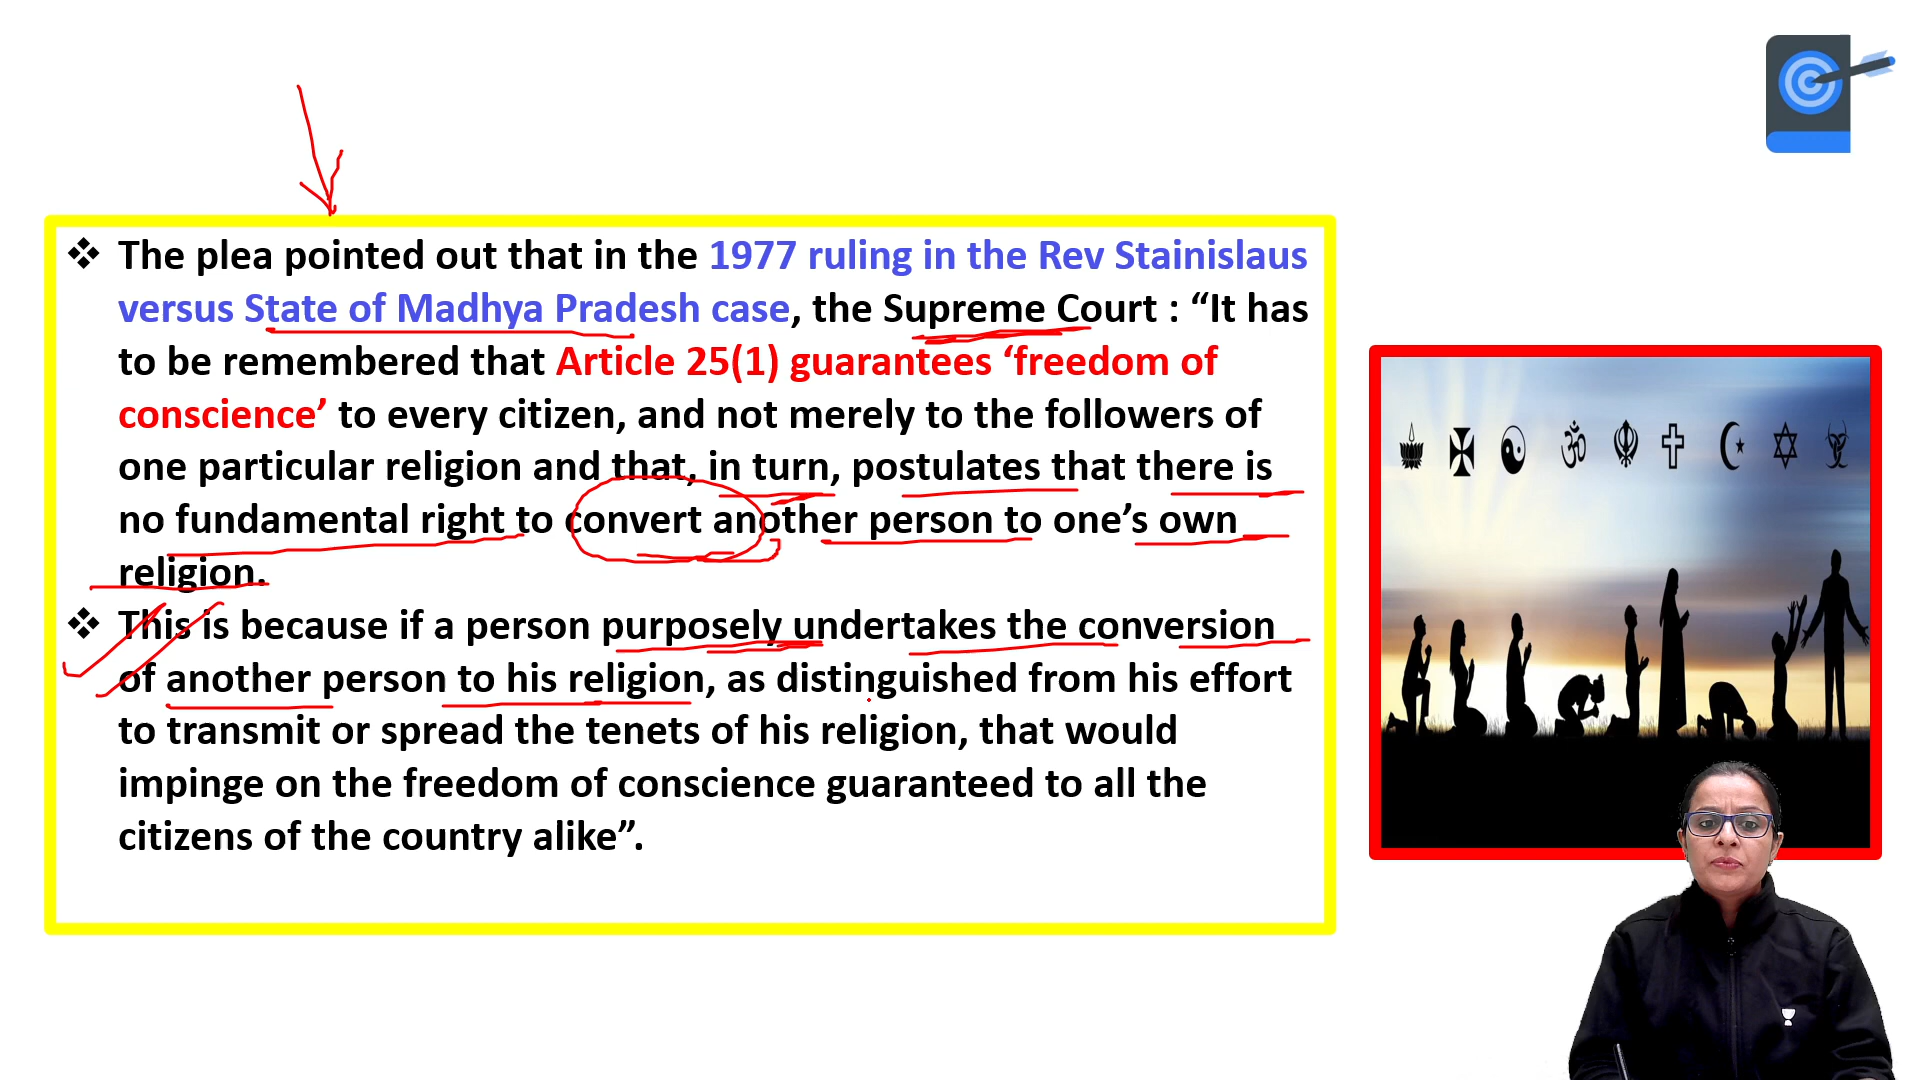 ❖ The plea pointed out that in the 1977 ruling in the Rev Stainislaus
versus State of Madhya Pradesh case, the Supreme Court : “It has
to be remembered that Article 25(1) guarantees ‘freedom of
conscience’ to every citizen, and not merely to the followers of
one particular religion and that, in turn, postulates that there is
no fundamental right to convert another person to one’s own
religion.
❖ This is because if a person purposely undertakes the conversion
of another person to his religion, as distinguished from his effort
to transmit or spread the tenets of his religion, that would
impinge on the freedom of conscience guaranteed to all the
citizens of the country alike”.